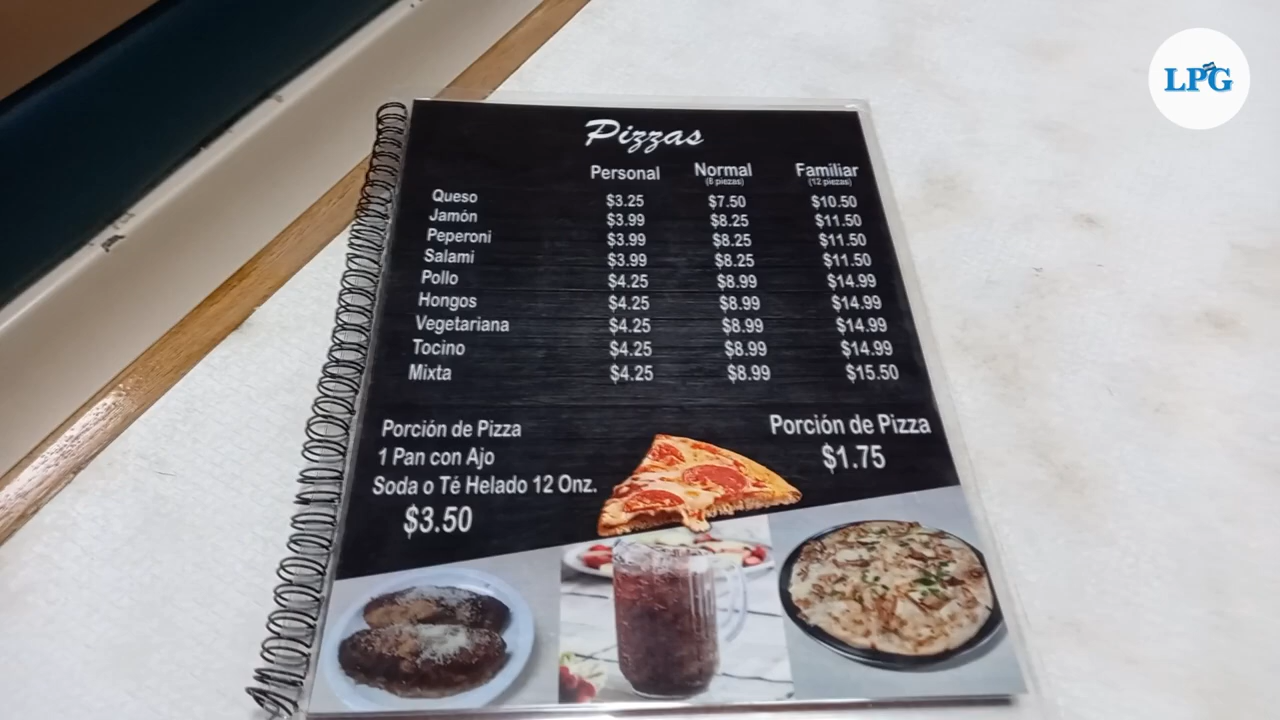 LPG
Pizzas
Personal Normal Familiar
(8 piezas) (12 piezas)
Queso $3.25 $7.50 $10.50
Jamón $3.99 $8.25 $11.50
Peperoni $3.99 $8.25 $11.50
Salami $3.99 $8.25 $11.50
Pollo $4.25 $8.99 $14.99
Hongos $4.25 $8.99 $14.99
Vegetariana $4.25 $8.99 $14.99
Tocino $4.25 $8.99 $14.99
Mixta $4.25 $8.99 $15.50
Porción de Pizza
1 Pan con Ajo
Soda o Té Helado 12 Onz.
$3.50
Porción de Pizza
$1.75